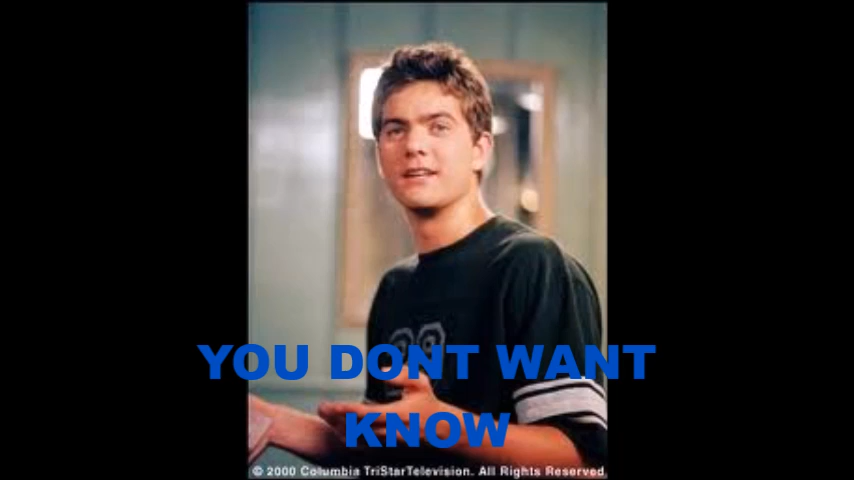 YOU DONT WANT
KNOW
© 2000 Columbia TriStarTelevision. All Rights Reserved